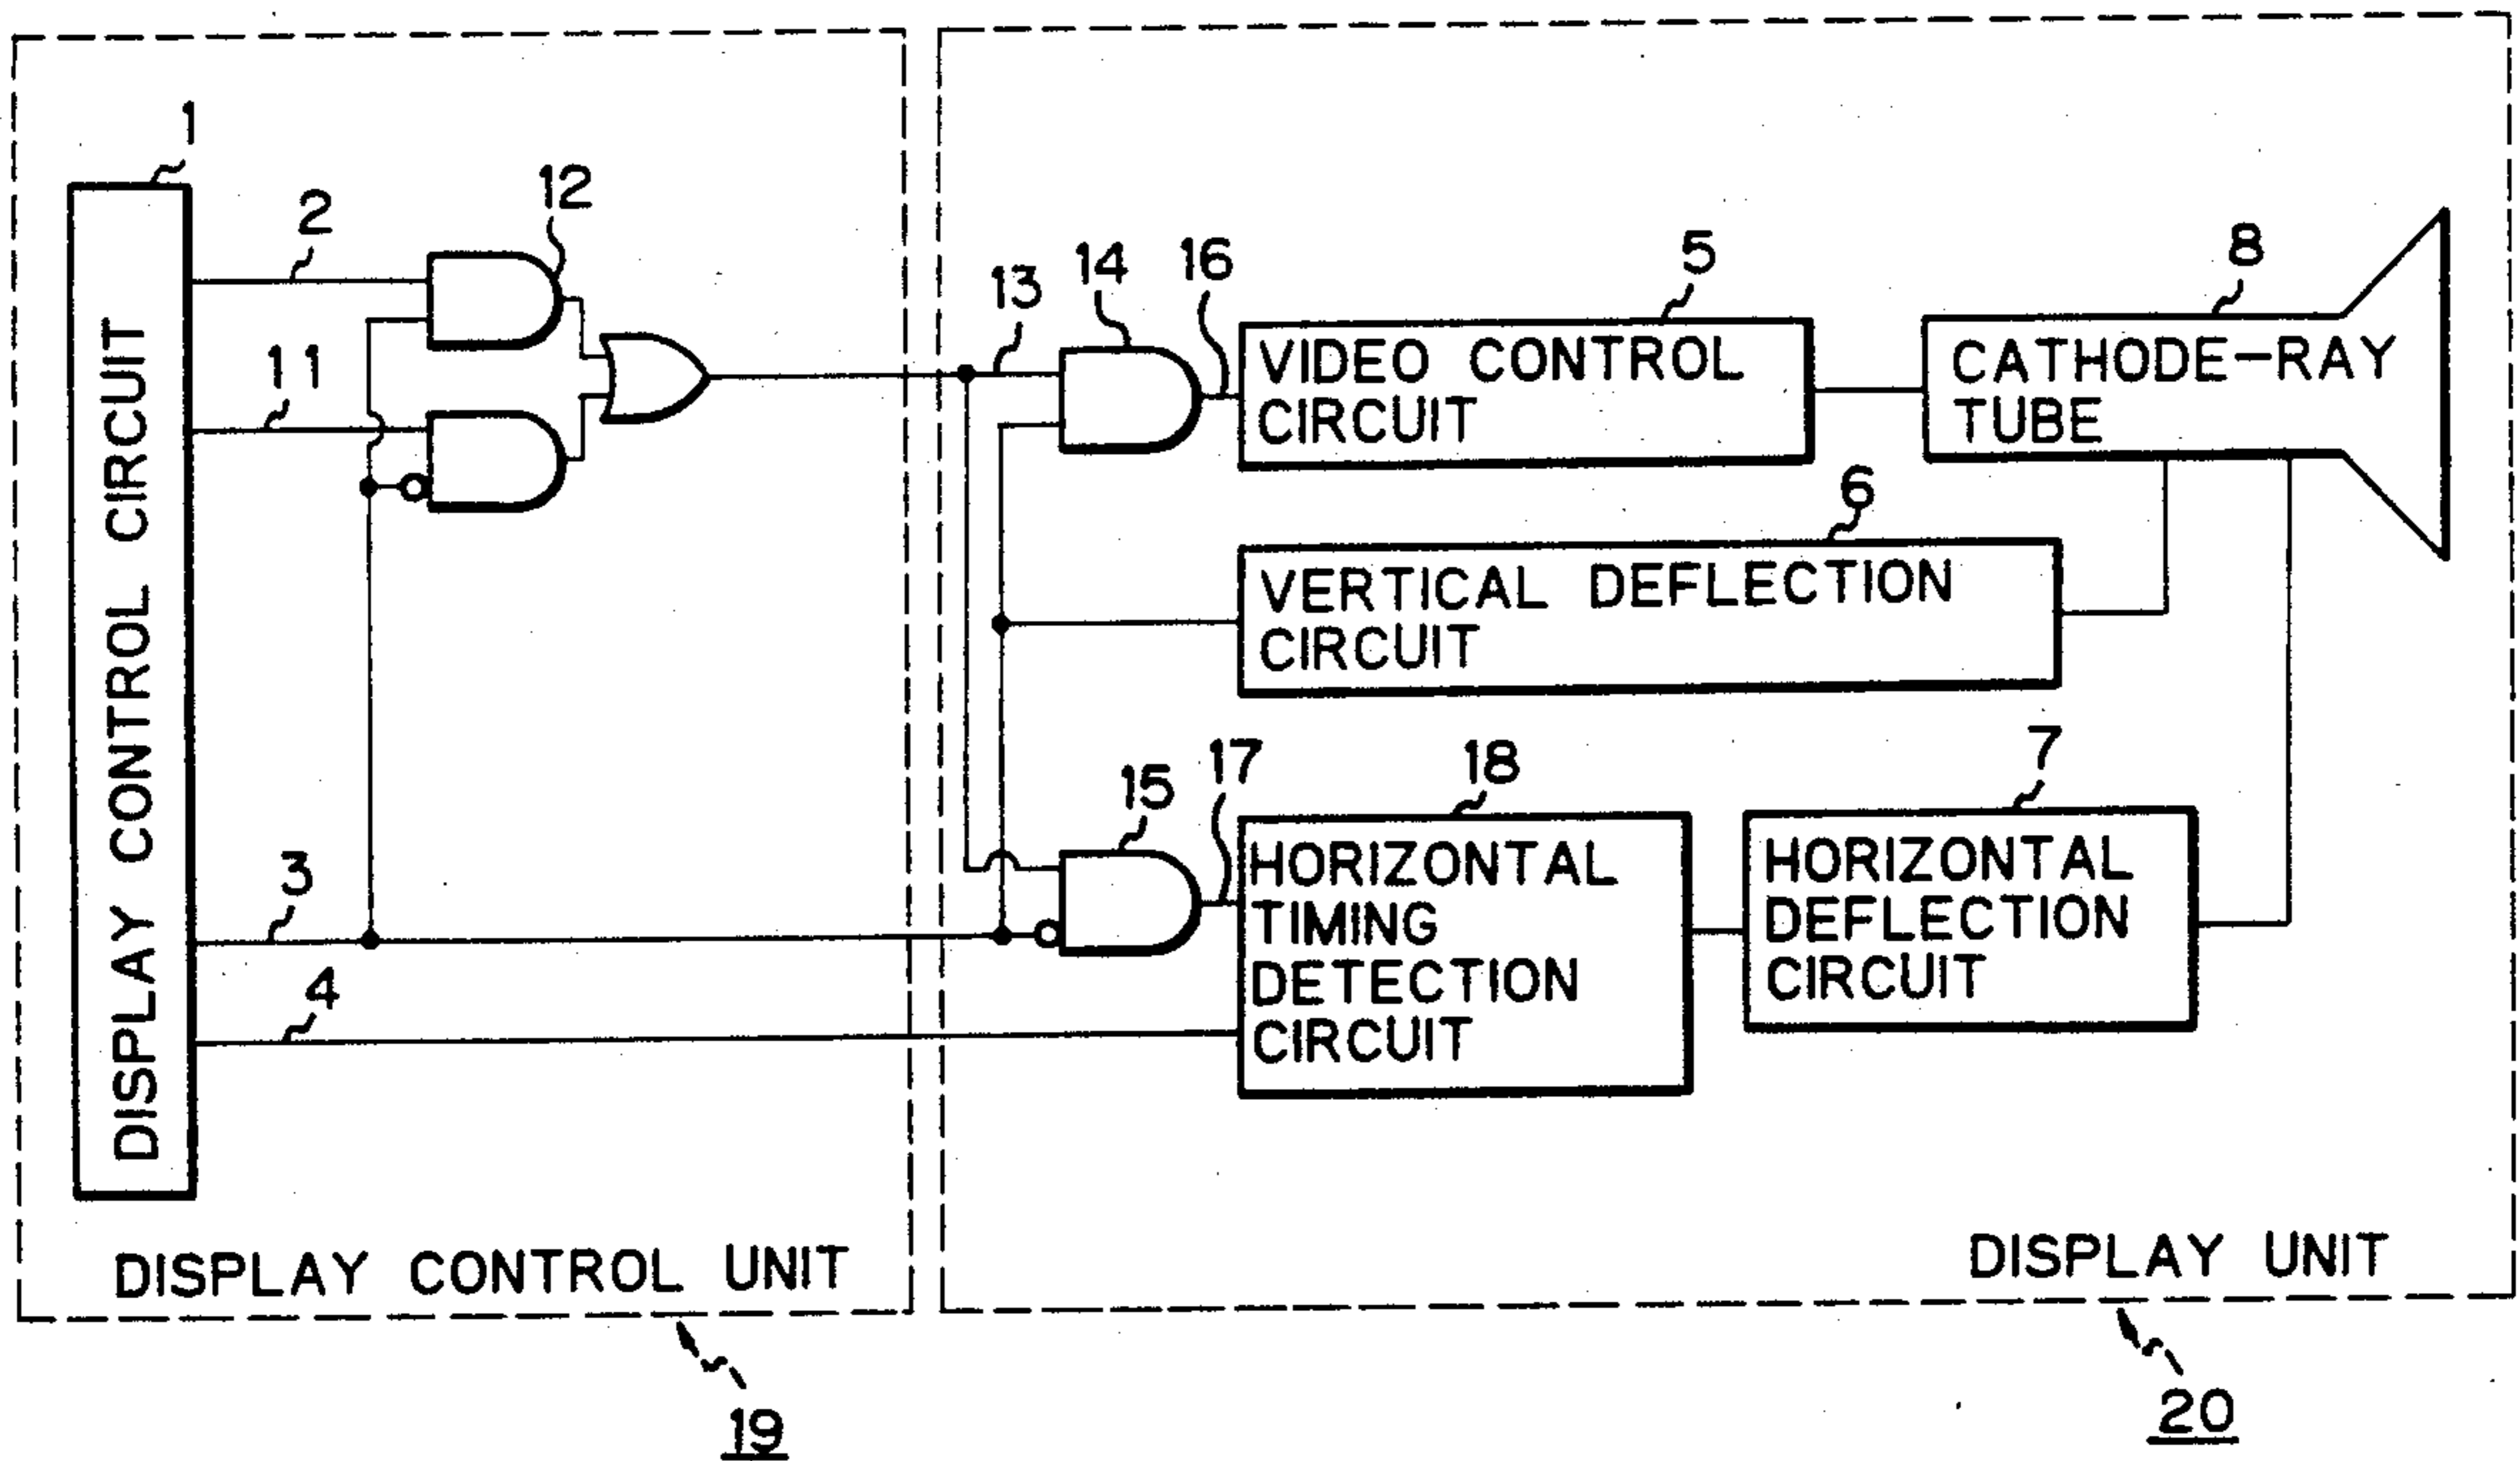 1
DISPLAY CONTROL CIRCUIT
2
12
11
13
14
16
5
VIDEO CONTROL
CIRCUIT
8
CATHODE-RAY
TUBE
6
VERTICAL DEFLECTION
CIRCUIT
3
4
15
17
18
HORIZONTAL
TIMING
DETECTION
CIRCUIT
7
HORIZONTAL
DEFLECTION
CIRCUIT
DISPLAY CONTROL UNIT
19
DISPLAY UNIT
20